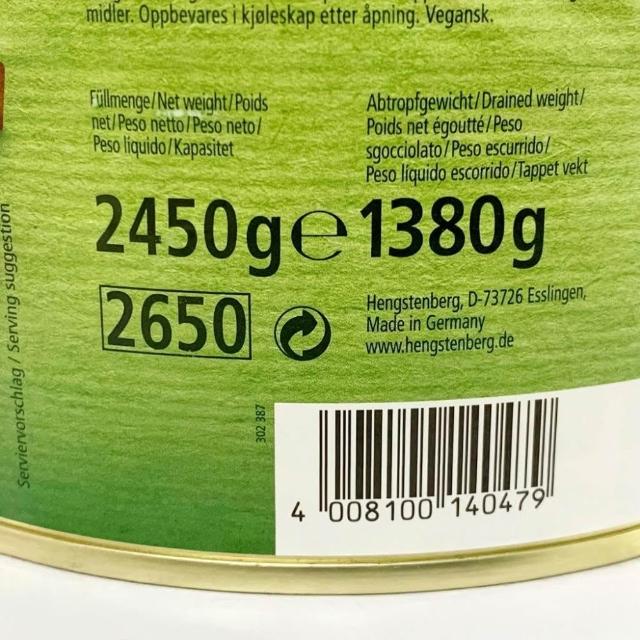 midler. Oppbevares i kjøleskap etter åpning. Vegansk.
Füllmenge/Net weight/Poids
net/Peso netto/Peso neto/
Peso líquido/Kapasitet
Abtropfgewicht/Drained weight/
Poids net égoutté/Peso
sgocciolato/Peso escurrido/
Peso líquido escorrido/Tappet vekt
2450g℮1380g
2650
Hengstenberg, D-73726 Esslingen,
Made in Germany
www.hengstenberg.de
Serviervorschlag / Serving suggestion
302 387
4 008100 140479